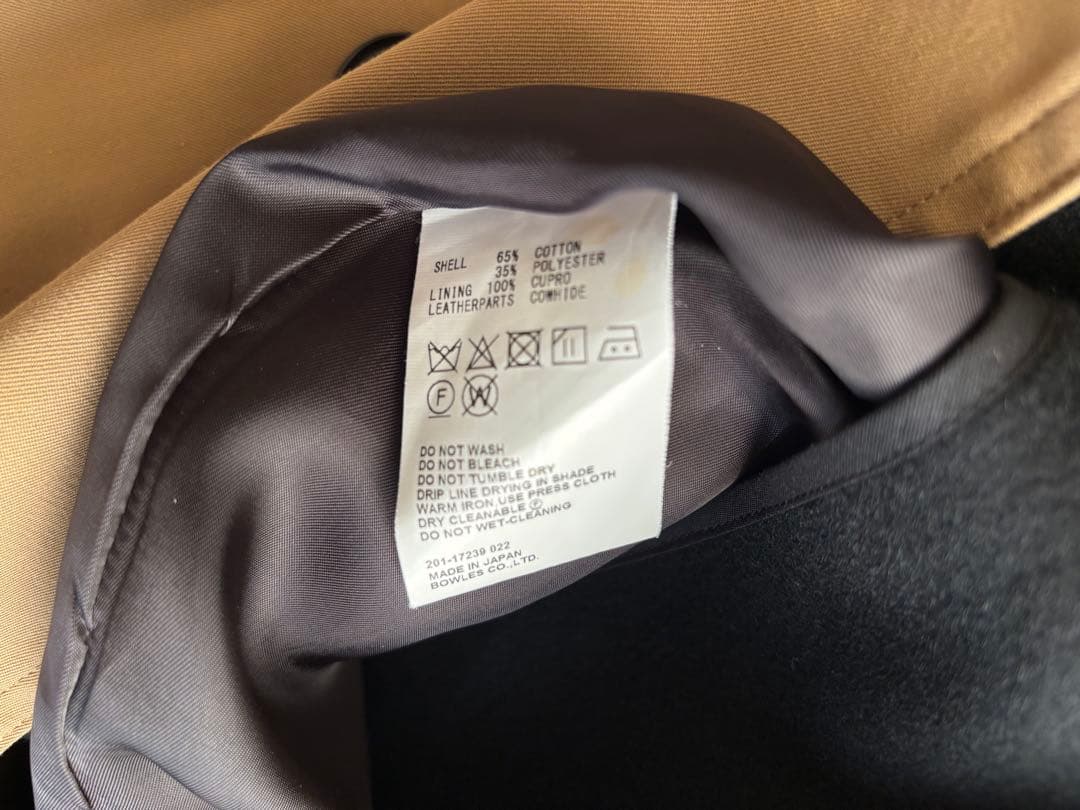 SHELL 65% COTTON
35% POLYESTER
LINING 100% CUPRO
LEATHERPARTS COWHIDE
F W
DO NOT WASH
DO NOT BLEACH
DO NOT TUMBLE DRY
DRIP LINE DRYING IN SHADE
WARM IRON,USE PRESS CLOTH
DRY CLEANABLE Ⓕ
DO NOT WET-CLEANING
201-17239 022
MADE IN JAPAN
BOWLES CO.,LTD.